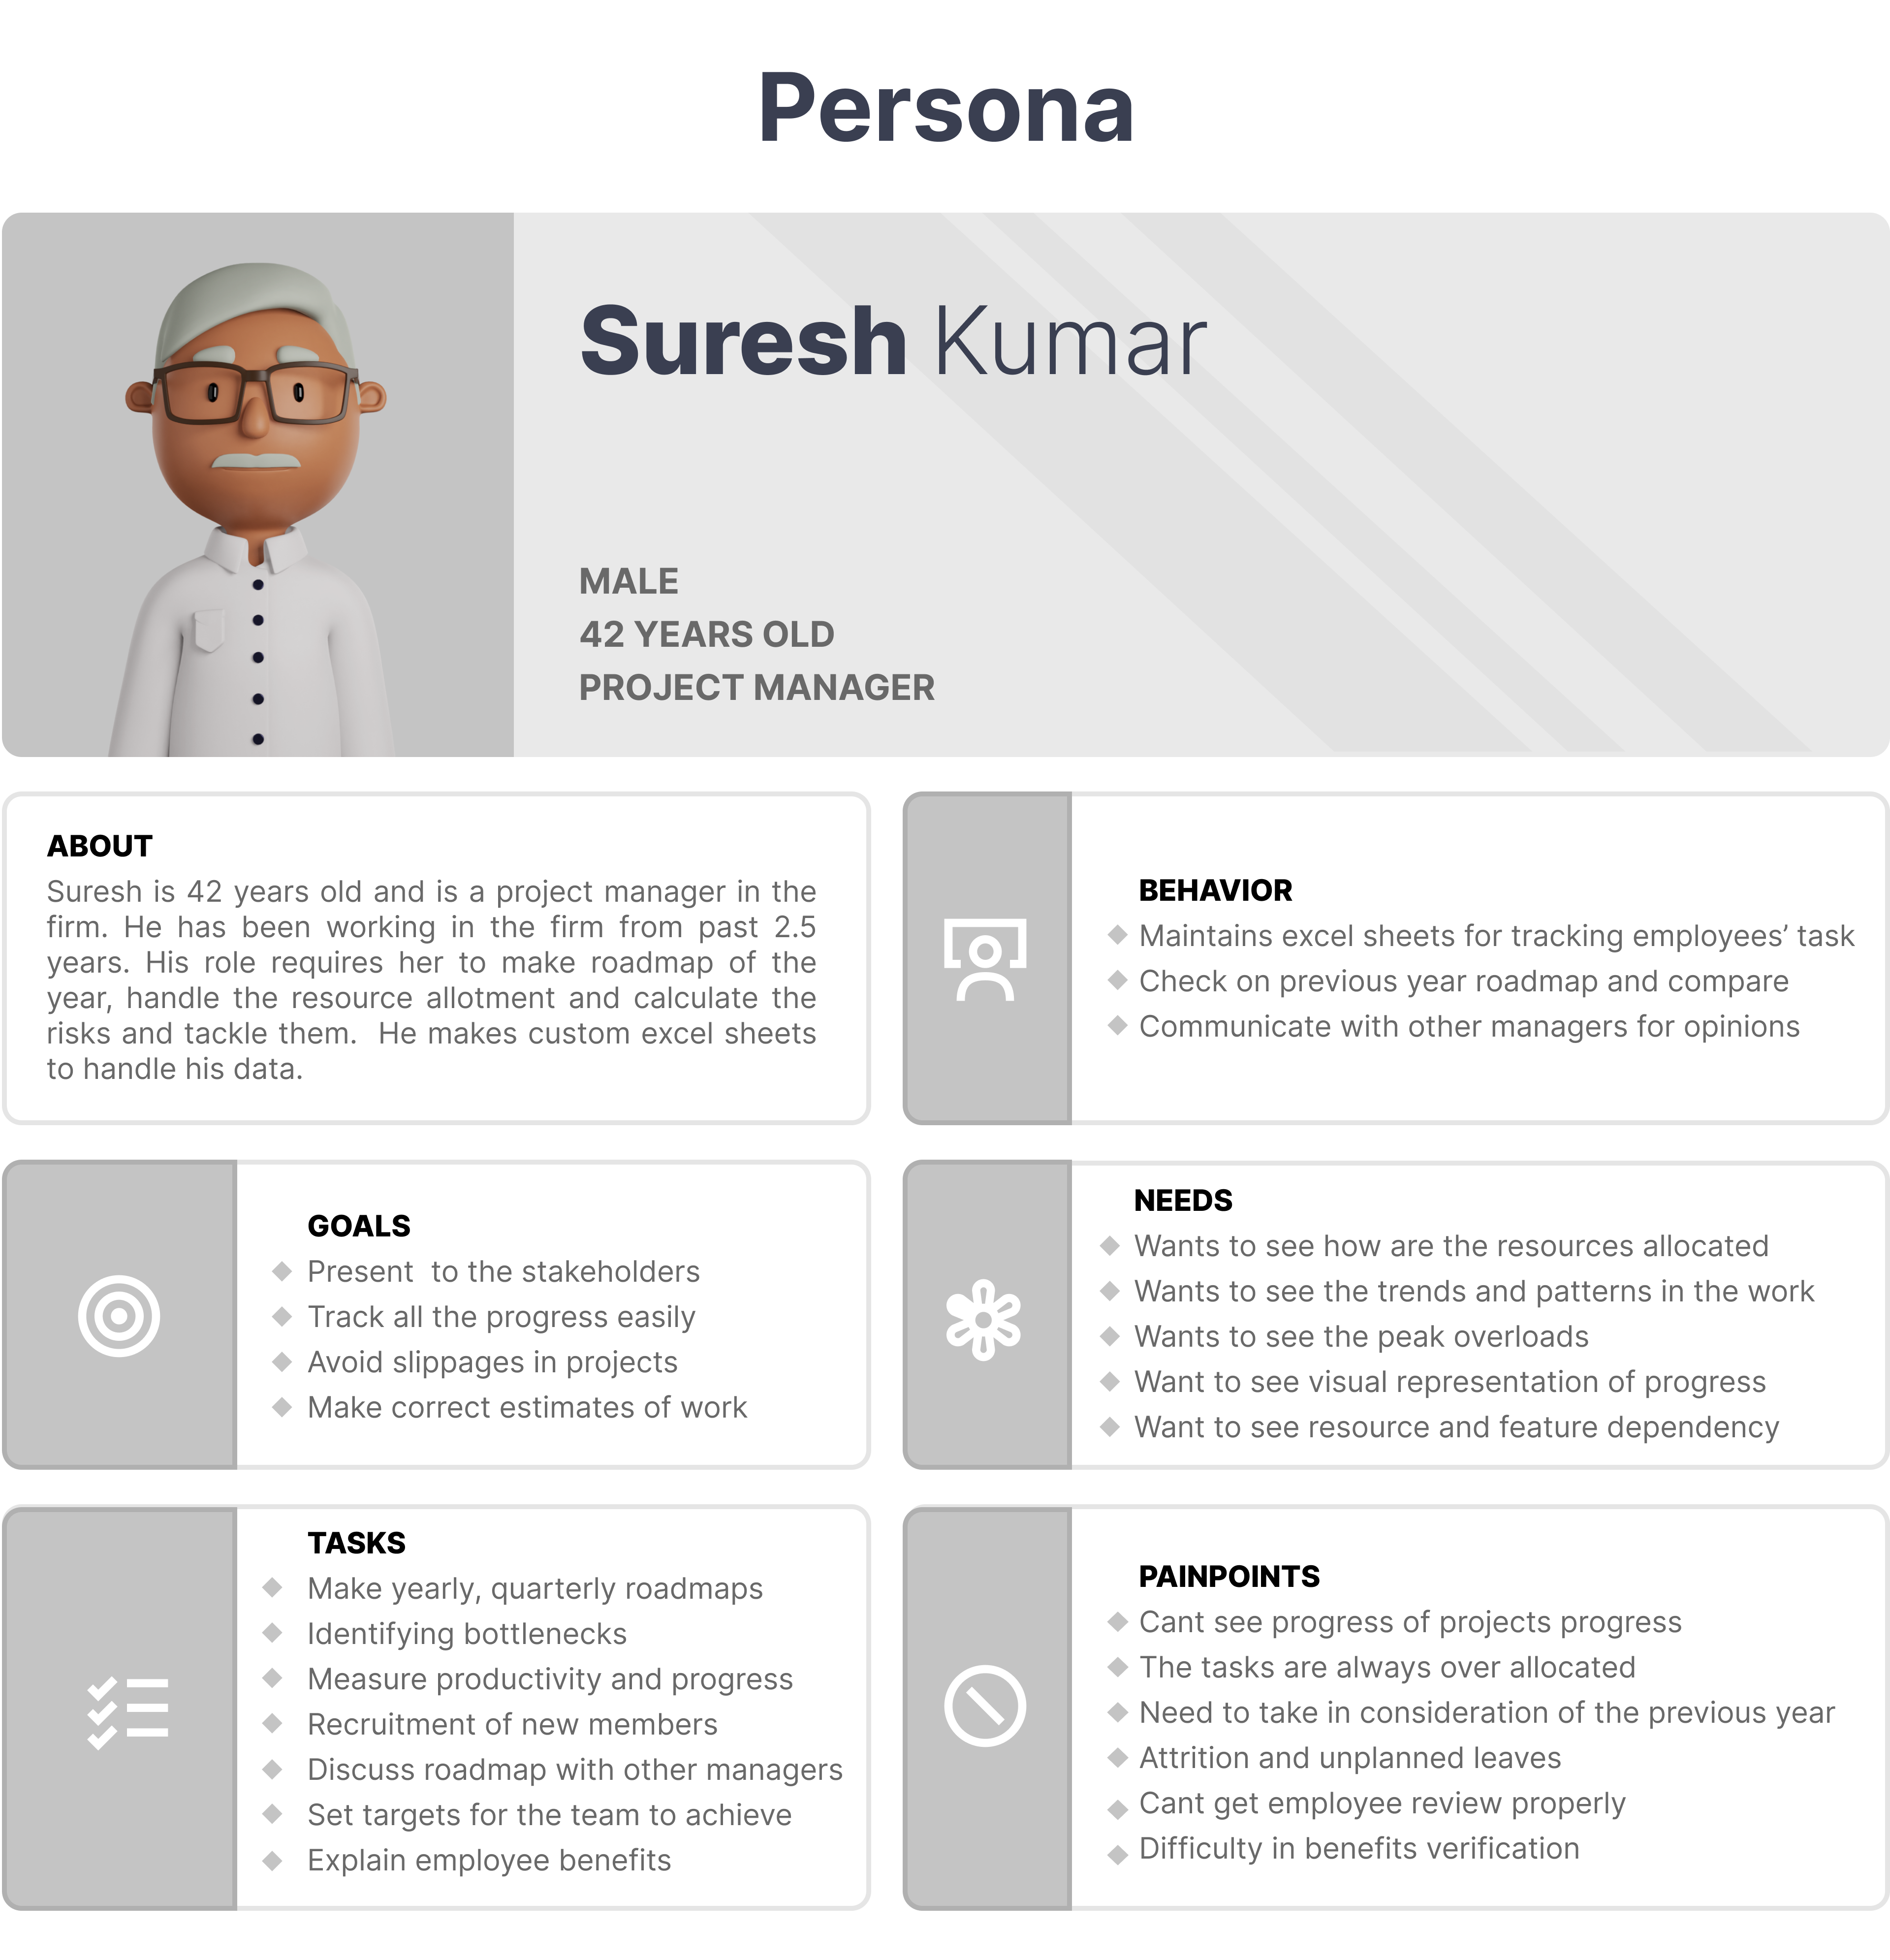 Persona
Suresh Kumar
MALE
42 YEARS OLD
PROJECT MANAGER
ABOUT
Suresh is 42 years old and is a project manager in the
firm. He has been working in the firm from past 2.5
years. His role requires her to make roadmap of the
year, handle the resource allotment and calculate the
risks and tackle them.  He makes custom excel sheets
to handle his data.
BEHAVIOR
Maintains excel sheets for tracking employees’ task
Check on previous year roadmap and compare
Communicate with other managers for opinions
GOALS
Present  to the stakeholders
Track all the progress easily
Avoid slippages in projects
Make correct estimates of work
NEEDS
Wants to see how are the resources allocated
Wants to see the trends and patterns in the work
Wants to see the peak overloads
Want to see visual representation of progress
Want to see resource and feature dependency
TASKS
Make yearly, quarterly roadmaps
Identifying bottlenecks
Measure productivity and progress
Recruitment of new members
Discuss roadmap with other managers
Set targets for the team to achieve
Explain employee benefits
PAINPOINTS
Cant see progress of projects progress
The tasks are always over allocated
Need to take in consideration of the previous year
Attrition and unplanned leaves
Cant get employee review properly
Difficulty in benefits verification